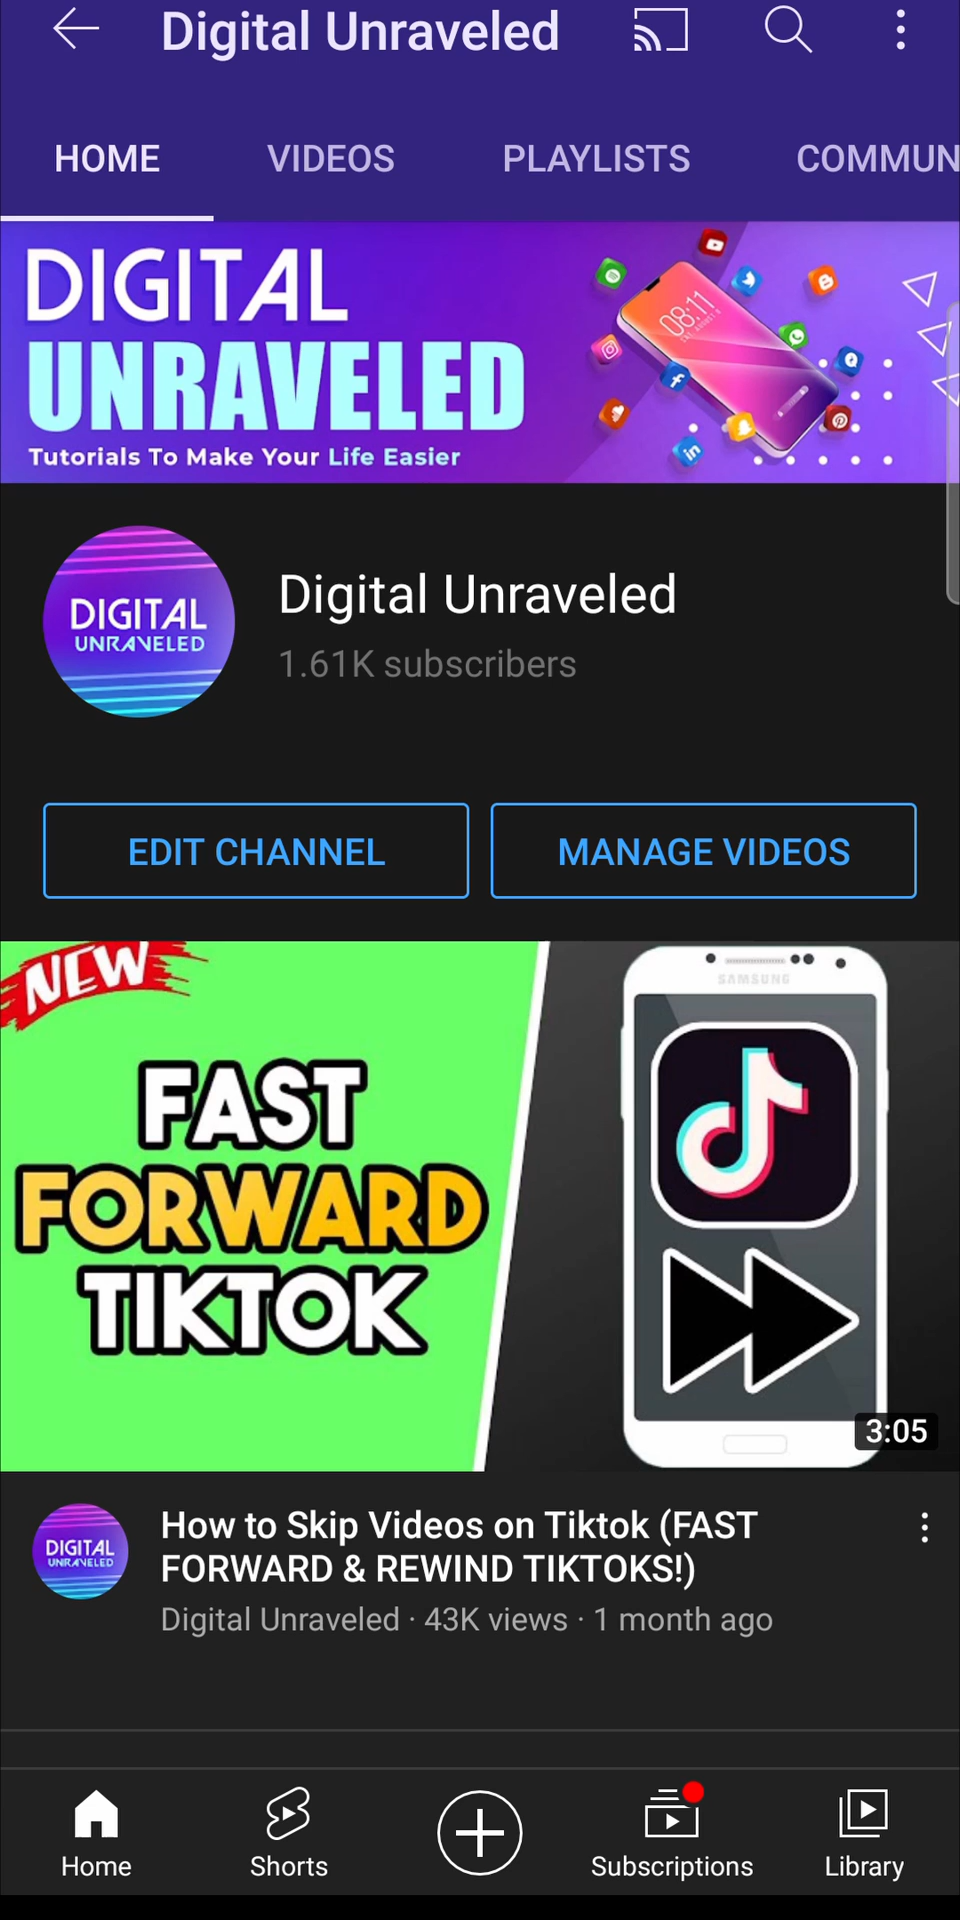 Digital Unraveled
HOME VIDEOS PLAYLISTS COMMUN
DIGITAL
UNRAVELED
Tutorials To Make Your Life Easier
08:11
DIGITAL
UNRAVELED
Digital Unraveled
1.61K subscribers
EDIT CHANNEL MANAGE VIDEOS
NEW
FAST
FORWARD
TIKTOK
SAMSUNG
3:05
DIGITAL
UNRAVELED
How to Skip Videos on Tiktok (FAST
FORWARD & REWIND TIKTOKS!)
Digital Unraveled · 43K views · 1 month ago
Home Shorts Subscriptions Library